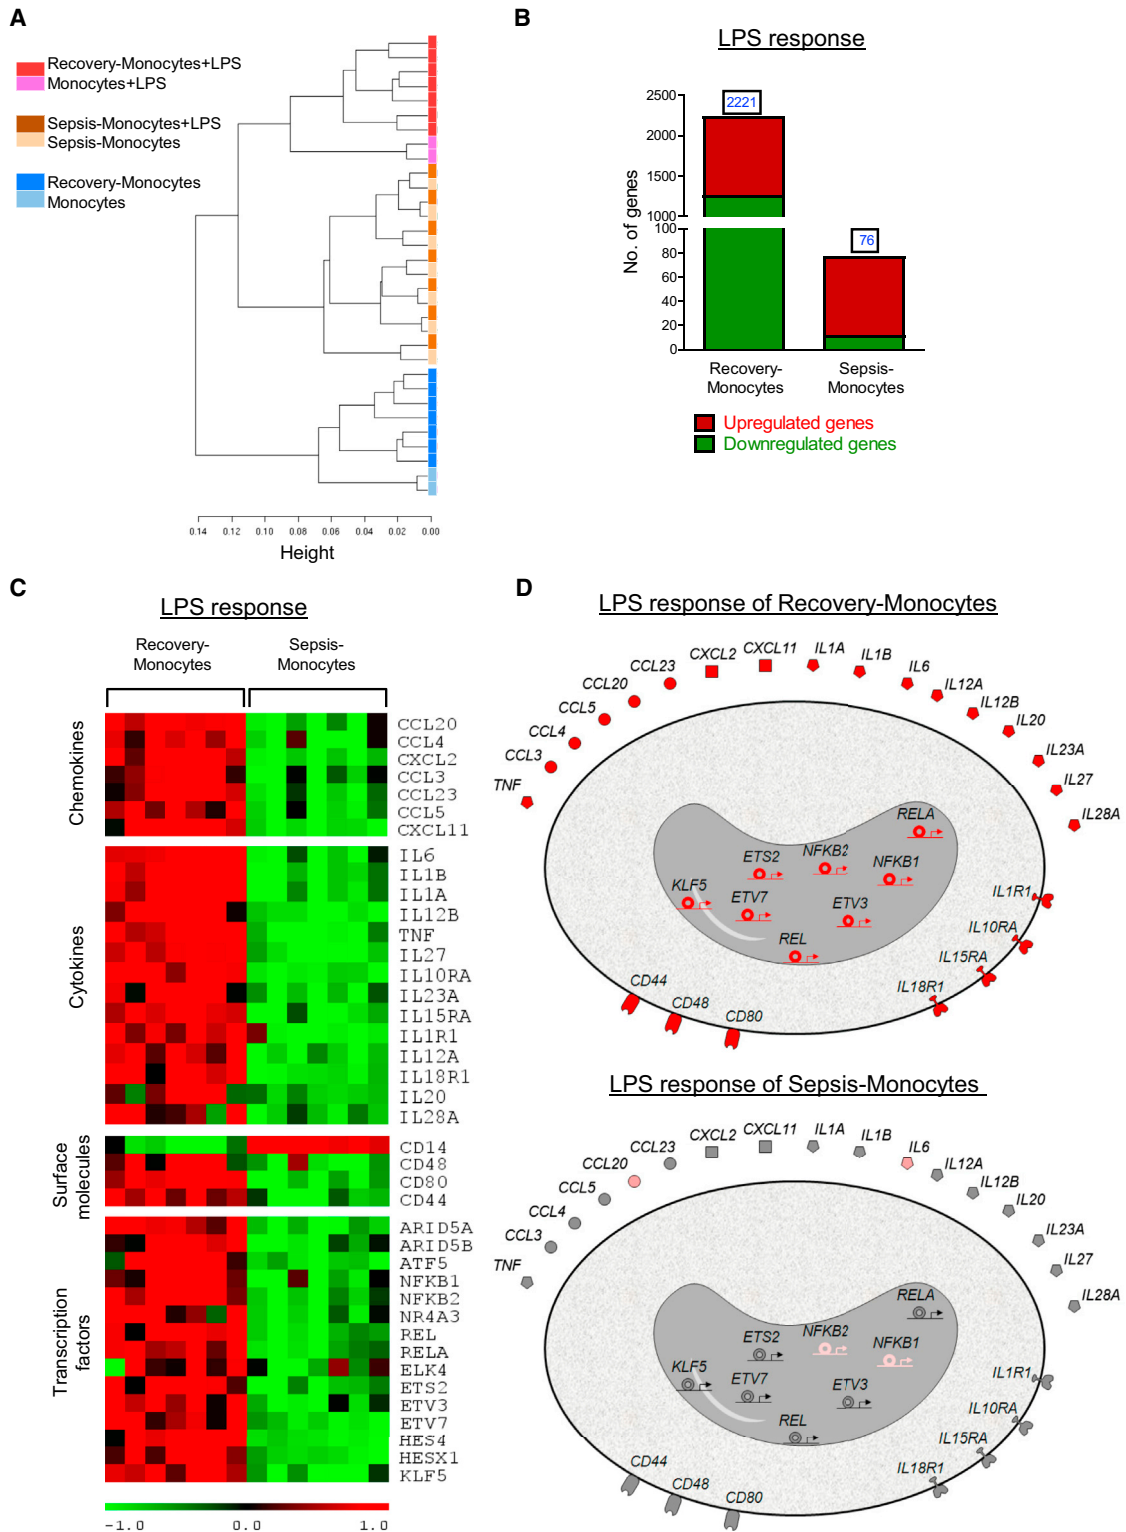 A
Recovery-Monocytes+LPS
Monocytes+LPS
Sepsis-Monocytes+LPS
Sepsis-Monocytes
Recovery-Monocytes
Monocytes
0.14 0.12 0.10 0.08 0.06 0.04 0.02 0.00
Height
B
LPS response
No. of genes
2500
2000
1500
1000
100
80
60
40
20
0
2221
76
Recovery-
Monocytes
Sepsis-
Monocytes
Upregulated genes
Downregulated genes
C
LPS response
Recovery-
Monocytes
Sepsis-
Monocytes
Chemokines
CCL20
CCL4
CXCL2
CCL3
CCL23
CCL5
CXCL11
Cytokines
IL6
IL1B
IL1A
IL12B
TNF
IL27
IL10RA
IL23A
IL15RA
IL1R1
IL12A
IL18R1
IL20
IL28A
Surface
molecules
CD14
CD48
CD80
CD44
Transcription
factors
ARID5A
ARID5B
ATF5
NFKB1
NFKB2
NR4A3
REL
RELA
ELK4
ETS2
ETV3
ETV7
HES4
HESX1
KLF5
-1.0 0.0 1.0
D
LPS response of Recovery-Monocytes
TNF
CCL3
CCL4
CCL5
CCL20
CCL23
CXCL2
CXCL11
IL1A
IL1B
IL6
IL12A
IL12B
IL20
IL23A
IL27
IL28A
RELA
ETS2
NFKB2
NFKB1
KLF5
ETV7
ETV3
REL
IL1R1
IL10RA
IL15RA
IL18R1
CD44
CD48
CD80
LPS response of Sepsis-Monocytes
TNF
CCL3
CCL4
CCL5
CCL20
CCL23
CXCL2
CXCL11
IL1A
IL1B
IL6
IL12A
IL12B
IL20
IL23A
IL27
IL28A
RELA
ETS2
NFKB2
NFKB1
KLF5
ETV7
ETV3
REL
IL1R1
IL10RA
IL15RA
IL18R1
CD44
CD48
CD80